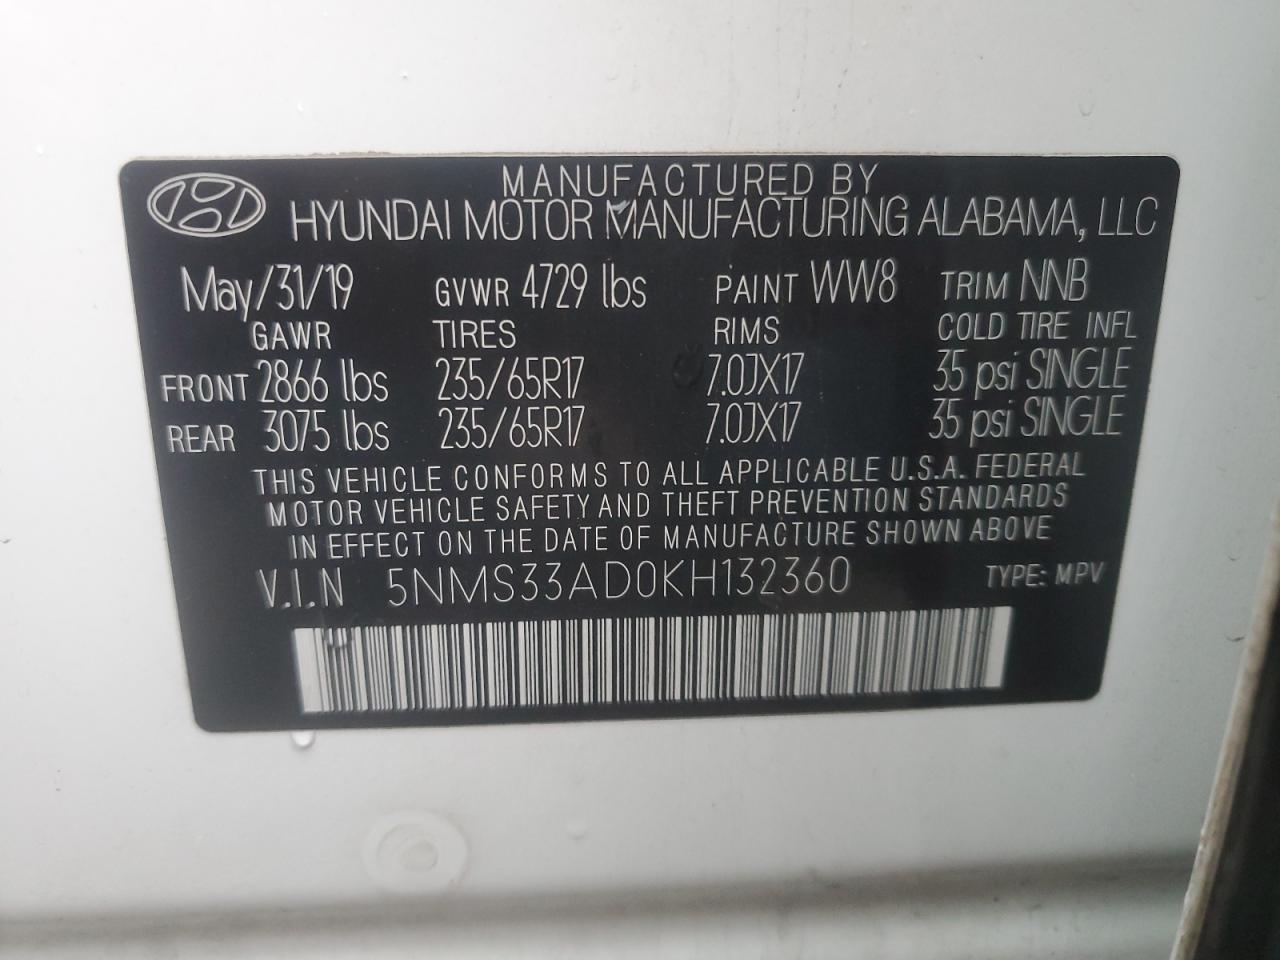 MANUFACTURED BY
HYUNDAI MOTOR MANUFACTURING ALABAMA, LLC
May/31/19 GVWR 4729 lbs PAINT WW8 TRIM NNB
GAWR TIRES RIMS COLD TIRE INFL
FRONT 2866 lbs 235/65R17 7.0JX17 35 psi SINGLE
REAR 3075 lbs 235/65R17 7.0JX17 35 psi SINGLE
THIS VEHICLE CONFORMS TO ALL APPLICABLE U.S.A. FEDERAL
MOTOR VEHICLE SAFETY AND THEFT PREVENTION STANDARDS
IN EFFECT ON THE DATE OF MANUFACTURE SHOWN ABOVE
V.I.N 5NMS33AD0KH132360 TYPE: MPV